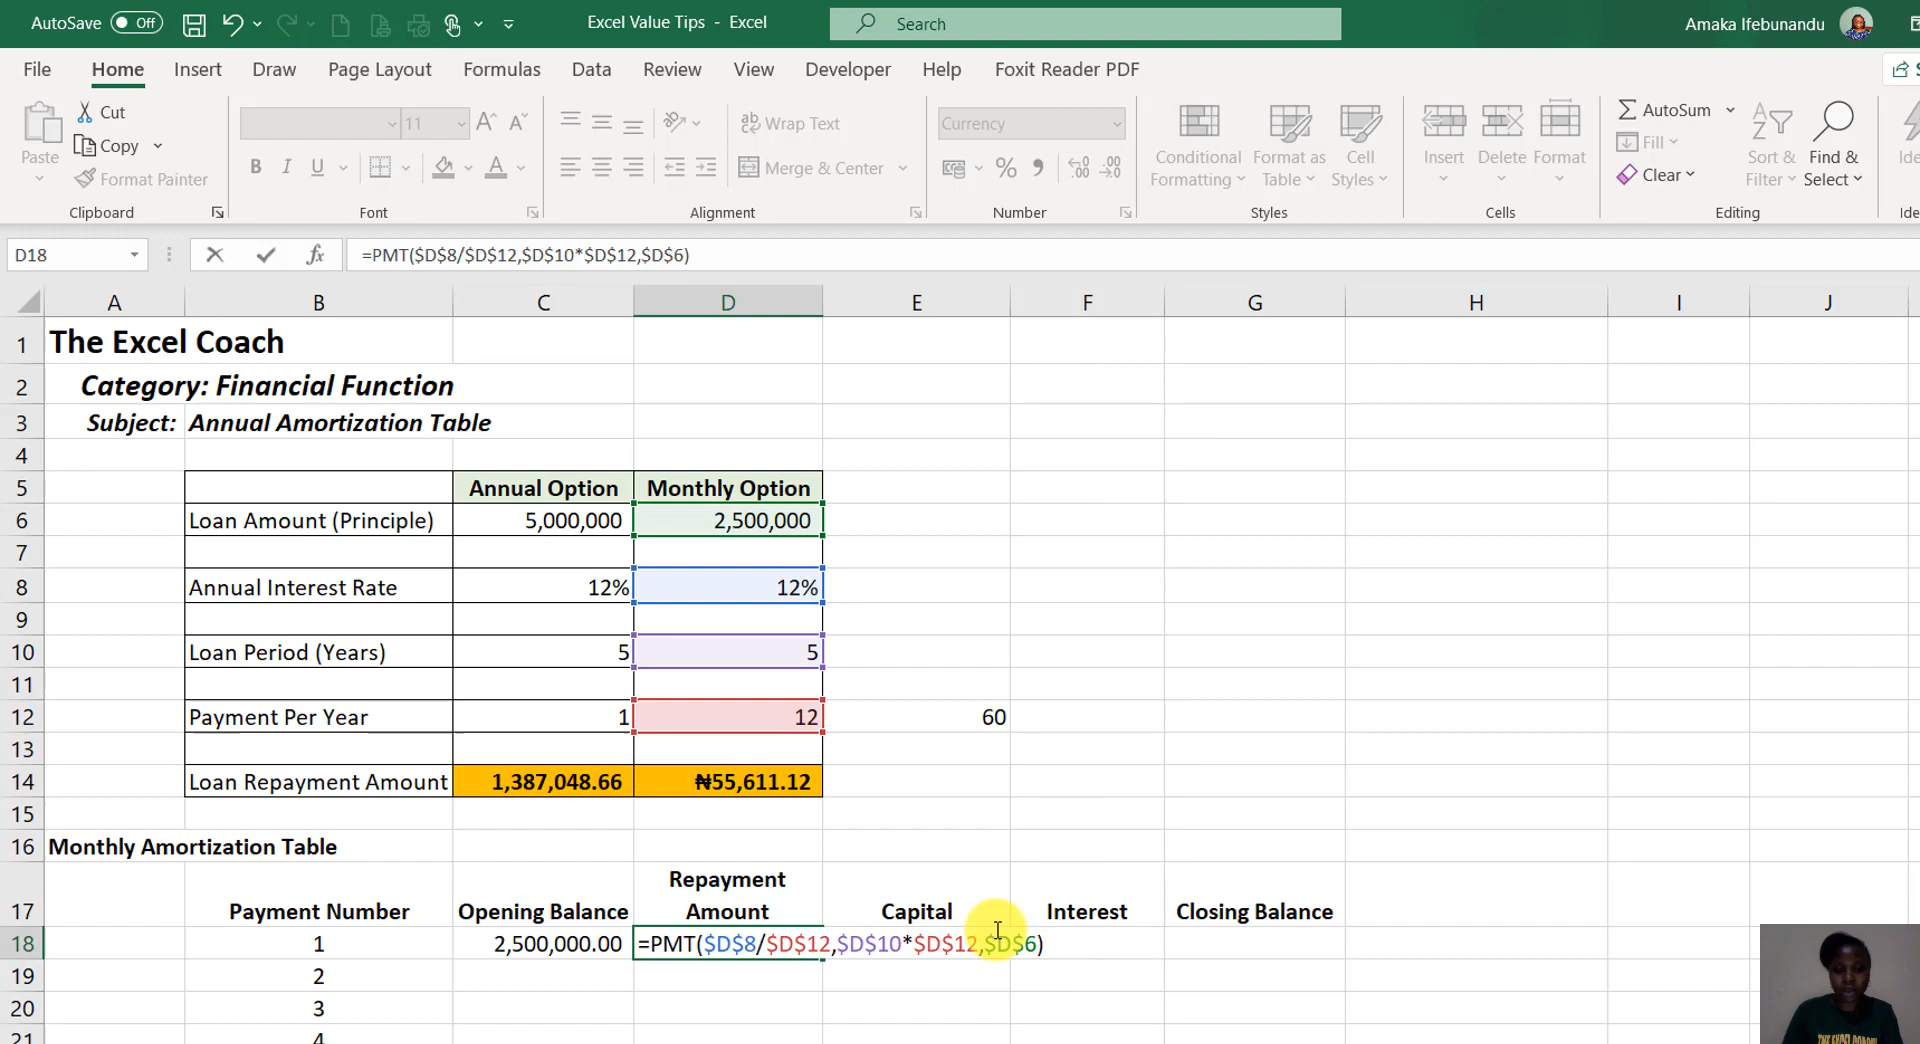 AutoSave Off Excel Value Tips - Excel Search Amaka Ifebunandu
File Home Insert Draw Page Layout Formulas Data Review View Developer Help Foxit Reader PDF
Paste Cut Copy Format Painter Clipboard
11 B I U Font
Wrap Text Merge & Center Alignment
Currency % Number
Conditional Formatting Format as Table Cell Styles Styles
Insert Delete Format Cells
AutoSum Fill Clear Sort & Filter Find & Select Editing
D18 fx =PMT($D$8/$D$12,$D$10*$D$12,$D$6)
A B C D E F G H I J
1 The Excel Coach
2 Category: Financial Function
3 Subject: Annual Amortization Table
4
5 Annual Option Monthly Option
6 Loan Amount (Principle) 5,000,000 2,500,000
7
8 Annual Interest Rate 12% 12%
9
10 Loan Period (Years) 5 5
11
12 Payment Per Year 1 12 60
13
14 Loan Repayment Amount 1,387,048.66 ₦55,611.12
15
16 Monthly Amortization Table
17 Payment Number Opening Balance Repayment Amount Capital Interest Closing Balance
18 1 2,500,000.00 =PMT($D$8/$D$12,$D$10*$D$12,$D$6)
19 2
20 3
21 4